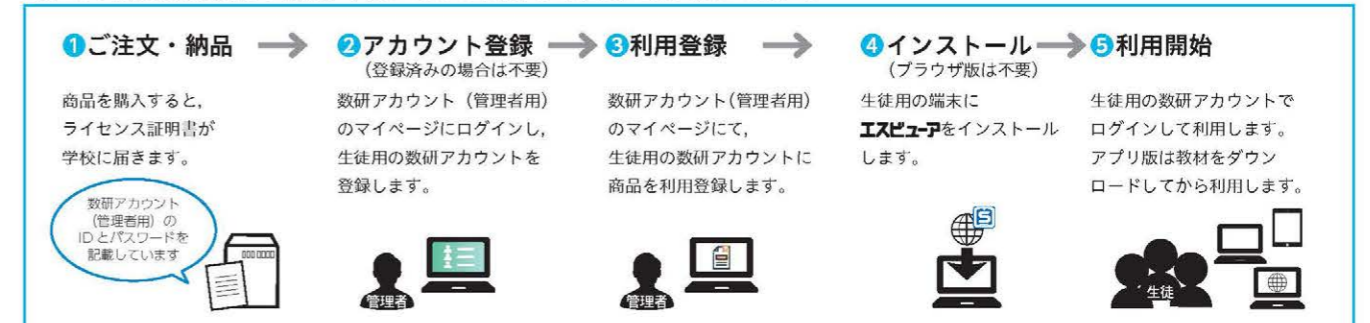 ❶ご注文・納品
商品を購入すると,
ライセンス証明書が
学校に届きます。
数研アカウント
(管理者用)の
IDとパスワードを
記載しています
❷アカウント登録
(登録済みの場合は不要)
数研アカウント(管理者用)
のマイページにログインし,
生徒用の数研アカウントを
登録します。
管理者
❸利用登録
数研アカウント(管理者用)
のマイページにて,
生徒用の数研アカウントに
商品を利用登録します。
管理者
❹インストール
(ブラウザ版は不要)
生徒用の端末に
エスビューアをインストール
します。
❺利用開始
生徒用の数研アカウントで
ログインして利用します。
アプリ版は教材をダウン
ロードしてから利用します。
生徒